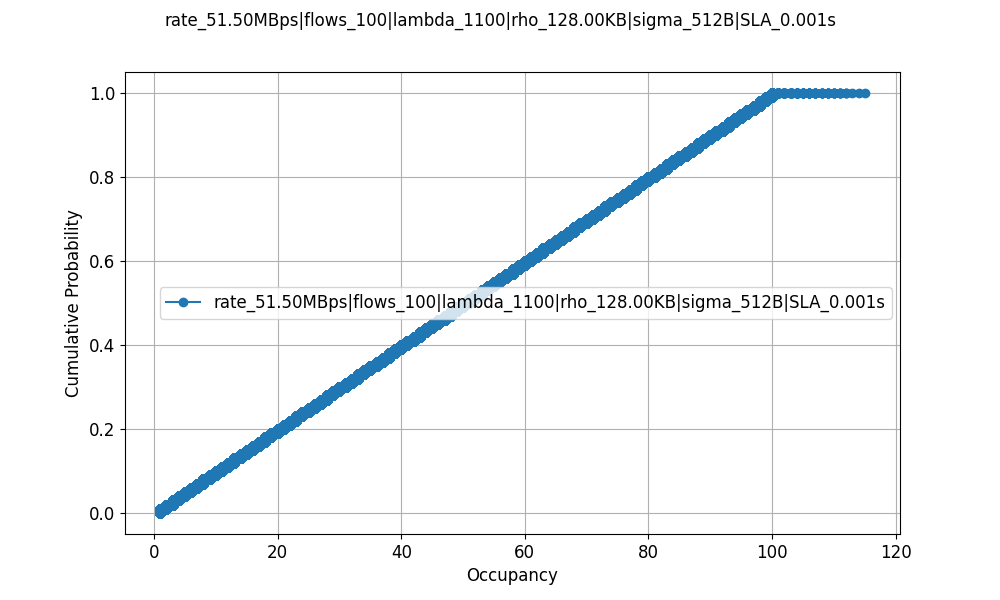 rate_51.50MBps|flows_100|lambda_1100|rho_128.00KB|sigma_512B|SLA_0.001s
1.0
0.8
0.6
0.4
0.2
0.0
Cumulative Probability
rate_51.50MBps|flows_100|lambda_1100|rho_128.00KB|sigma_512B|SLA_0.001s
0 20 40 60 80 100 120
Occupancy